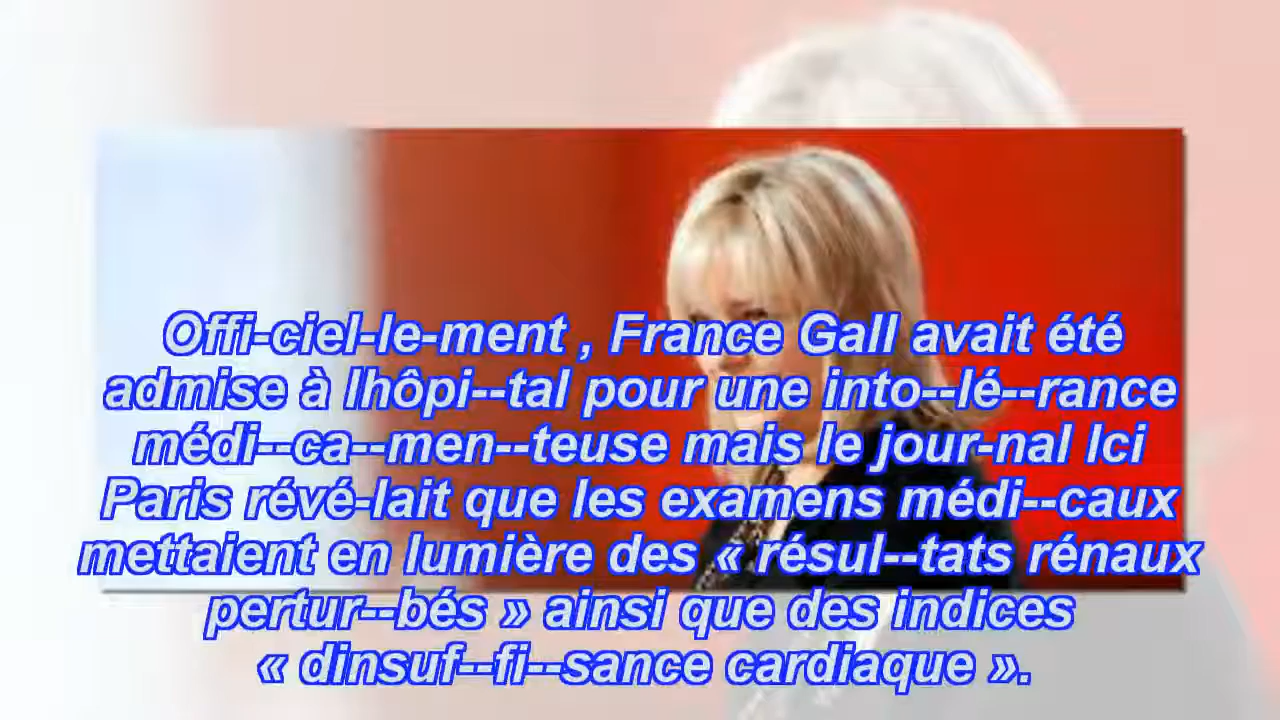 Offi-ciel-le-ment , France Gall avait été
admise à lhôpi--tal pour une into--lé--rance
médi--ca--men--teuse mais le jour-nal Ici
Paris révé-lait que les examens médi--caux
mettaient en lumière des « résul--tats rénaux
pertur--bés » ainsi que des indices
« dinsuf--fi--sance cardiaque ».